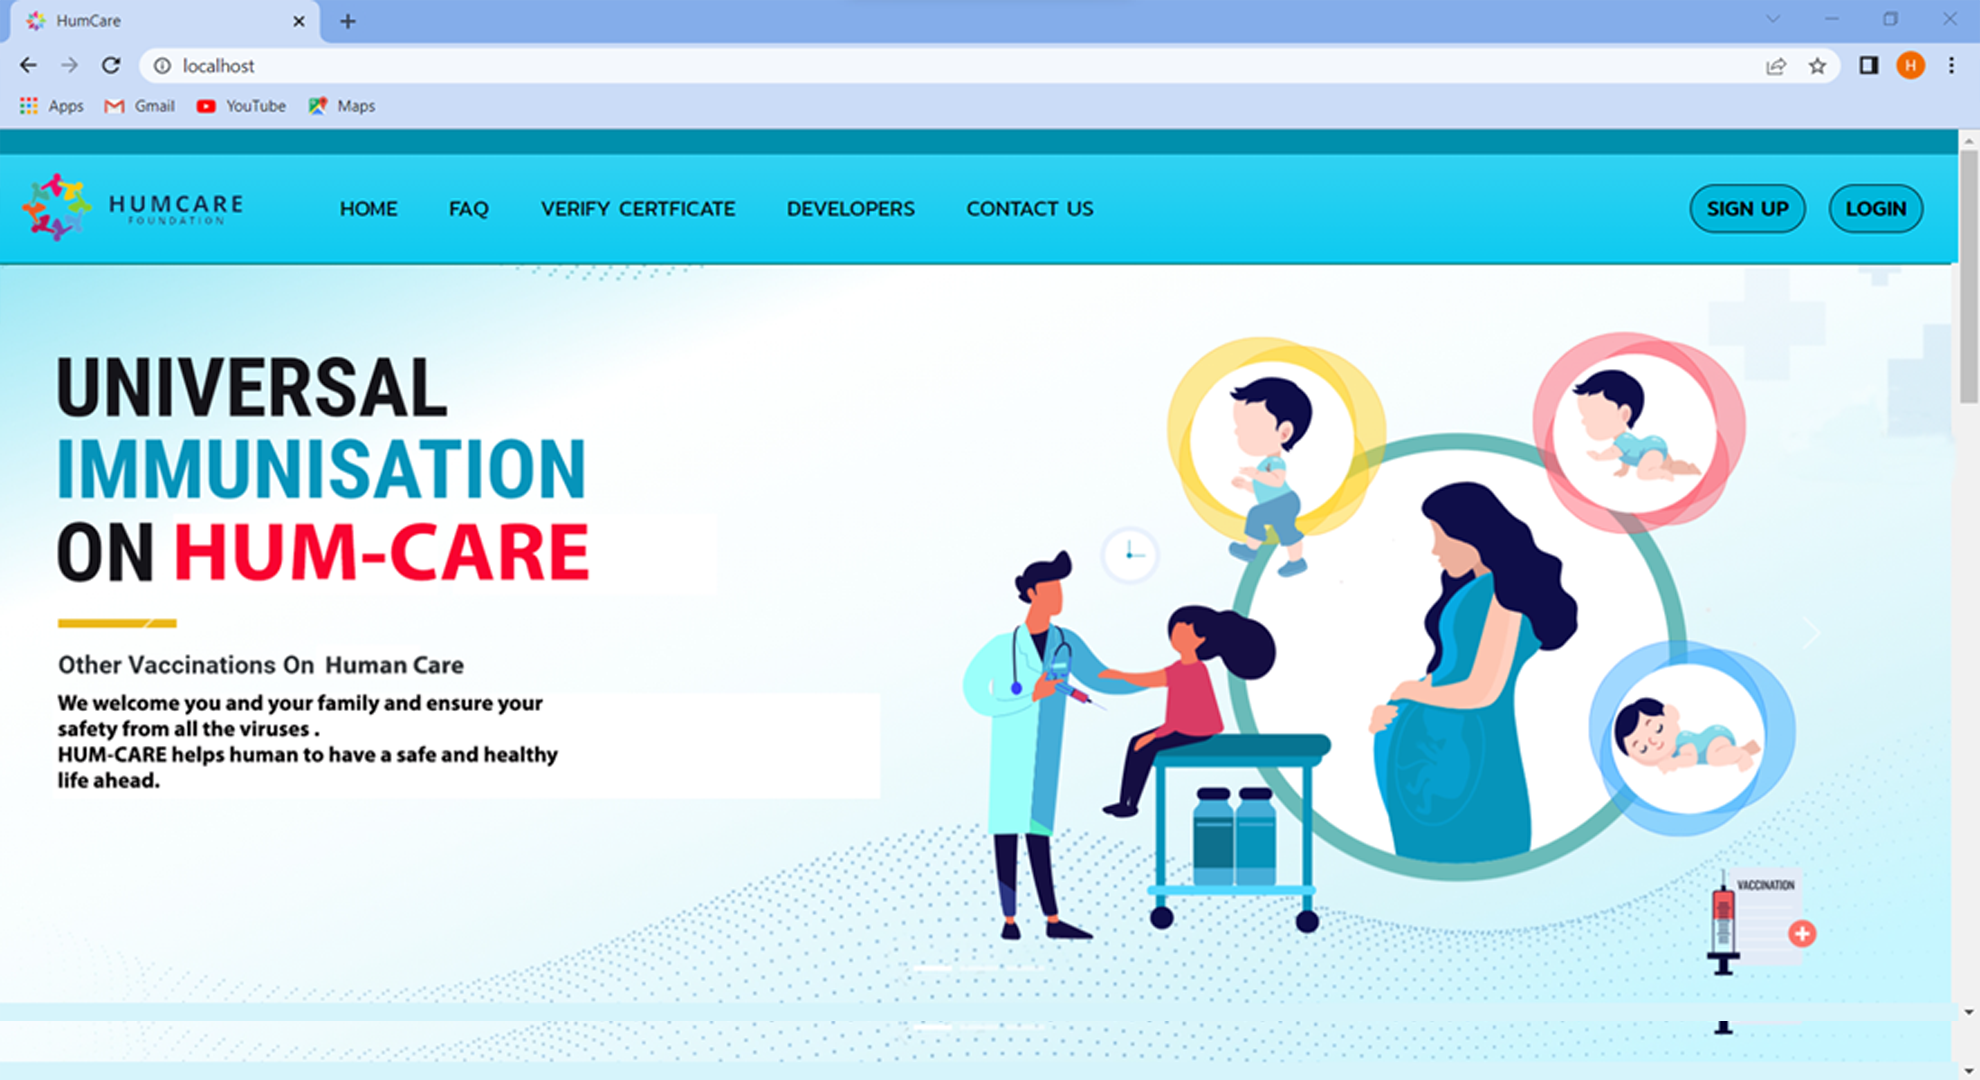 HumCare
localhost
H
Apps Gmail YouTube Maps
HUMCARE
FOUNDATION
HOME FAQ VERIFY CERTFICATE DEVELOPERS CONTACT US SIGN UP LOGIN
UNIVERSAL
IMMUNISATION
ON HUM-CARE
Other Vaccinations On Human Care
We welcome you and your family and ensure your
safety from all the viruses .
HUM-CARE helps human to have a safe and healthy
life ahead.
VACCINATION